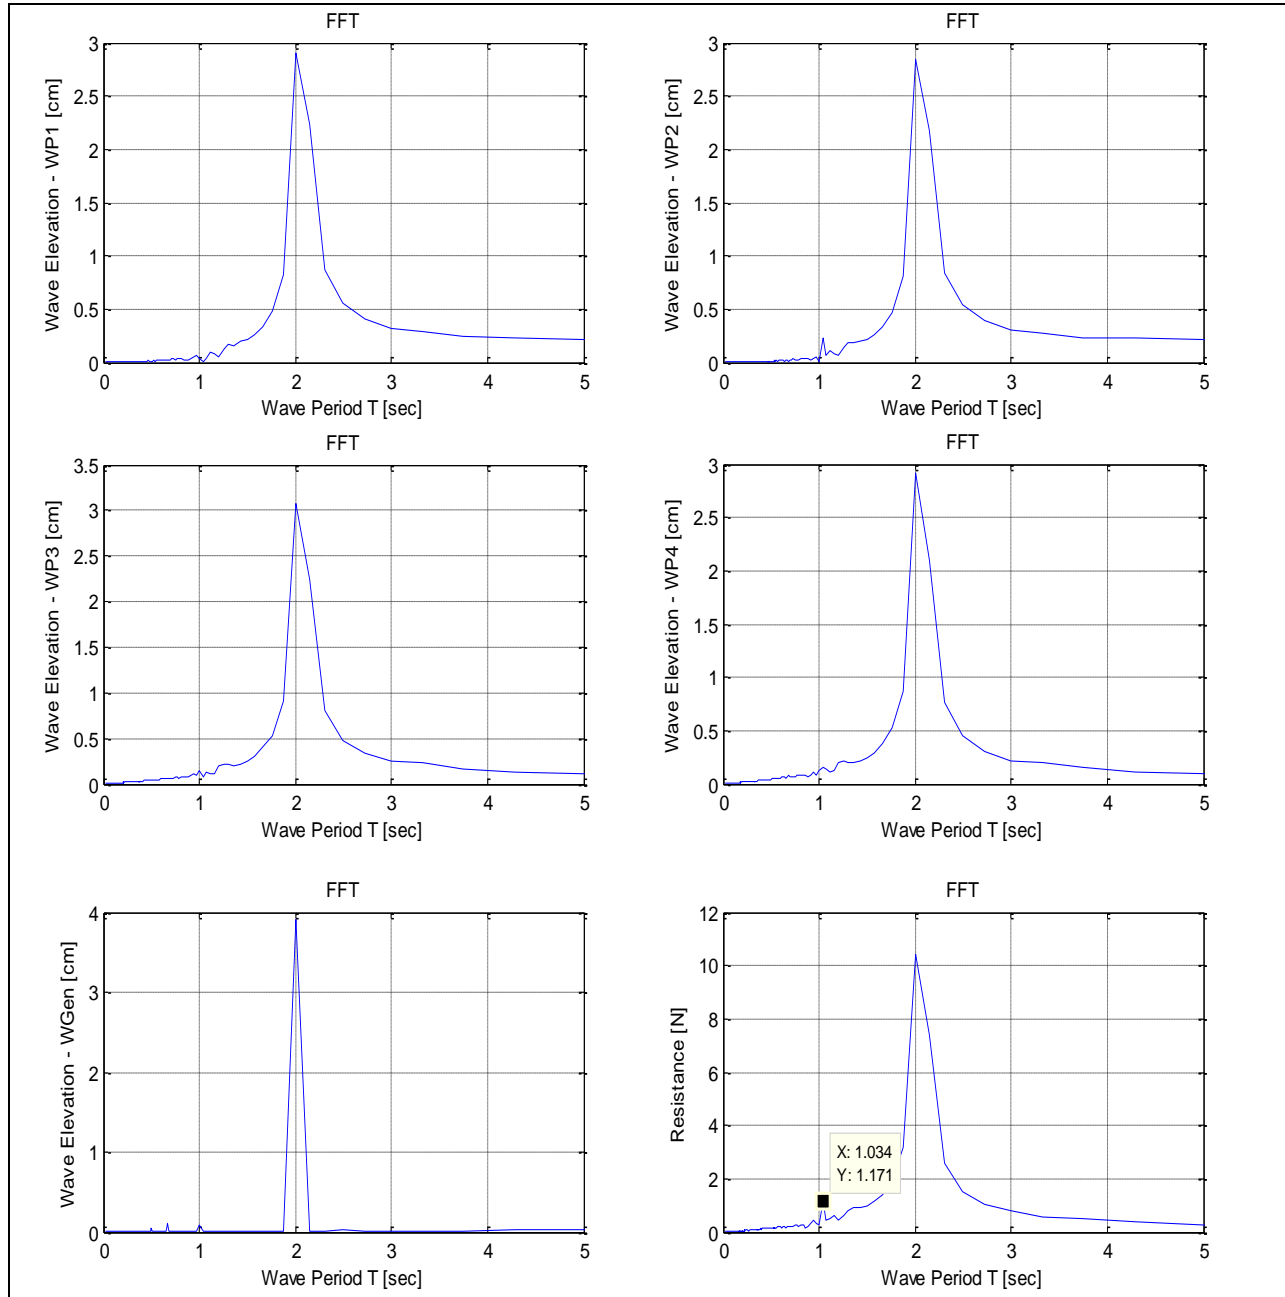 FFT
3
2.5
2
1.5
1
0.5
0
0 1 2 3 4 5
Wave Elevation - WP1 [cm]
Wave Period T [sec]
FFT
3
2.5
2
1.5
1
0.5
0
0 1 2 3 4 5
Wave Elevation - WP2 [cm]
Wave Period T [sec]
FFT
3.5
3
2.5
2
1.5
1
0.5
0
0 1 2 3 4 5
Wave Elevation - WP3 [cm]
Wave Period T [sec]
FFT
3
2.5
2
1.5
1
0.5
0
0 1 2 3 4 5
Wave Elevation - WP4 [cm]
Wave Period T [sec]
FFT
4
3
2
1
0
0 1 2 3 4 5
Wave Elevation - WGen [cm]
Wave Period T [sec]
FFT
12
10
8
6
4
2
0
0 1 2 3 4 5
Resistance [N]
X: 1.034
Y: 1.171
Wave Period T [sec]